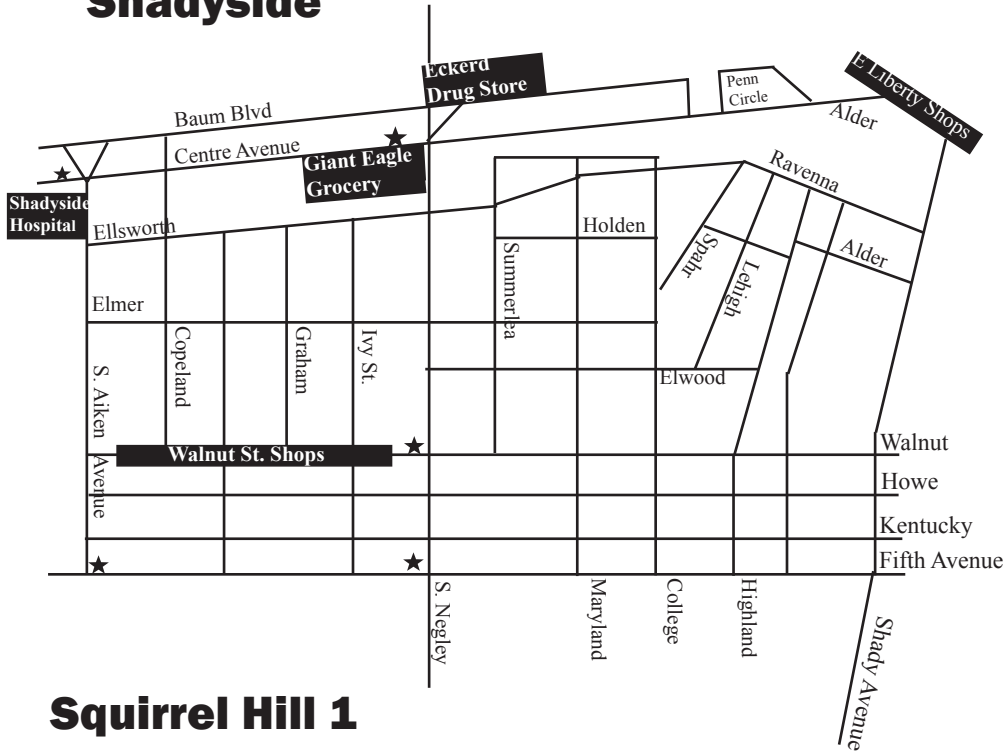 Shadyside
Eckerd
Drug Store
E Liberty Shops
Penn
Circle
Baum Blvd
Alder
Centre Avenue
Giant Eagle
Grocery
Ravenna
Shadyside
Hospital
Ellsworth
Holden
Summerlea
Spahr
Lehigh
Alder
Elmer
Copeland
Graham
Ivy St.
S. Aiken Avenue
Elwood
Walnut St. Shops
Walnut
Howe
Kentucky
Fifth Avenue
S. Negley
Maryland
College
Highland
Shady Avenue
Squirrel Hill 1